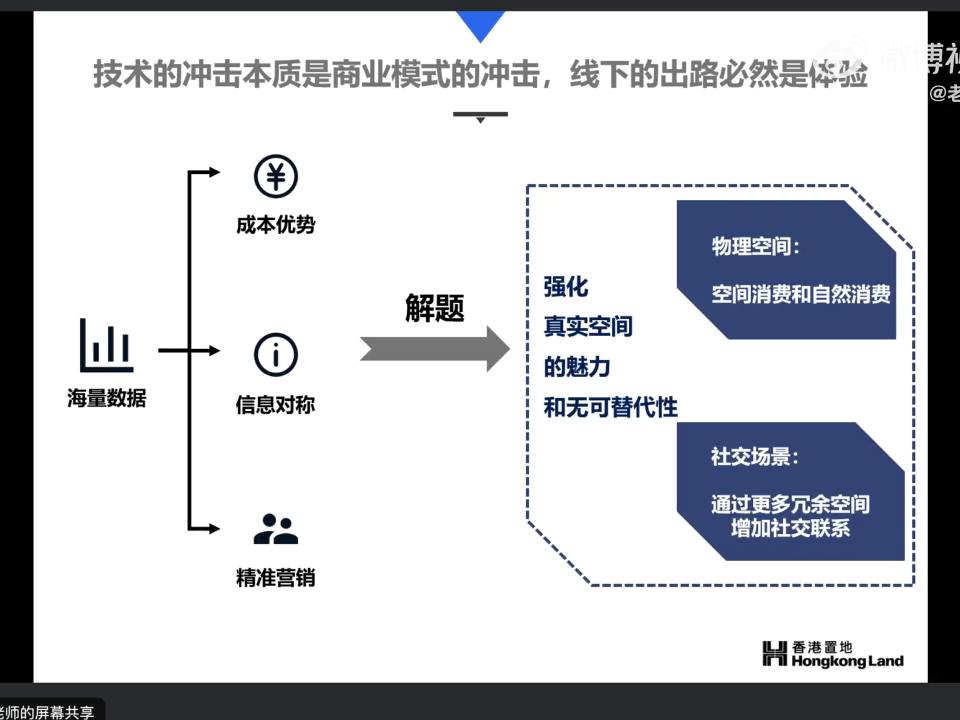 技术的冲击本质是商业模式的冲击，线下的出路必然是体验
微博视
@老
¥
成本优势
海量数据
信息对称
精准营销
解题
强化
真实空间
的魅力
和无可替代性
物理空间：
空间消费和自然消费
社交场景：
通过更多冗余空间
增加社交联系
香港置地
Hongkong Land
老师的屏幕共享